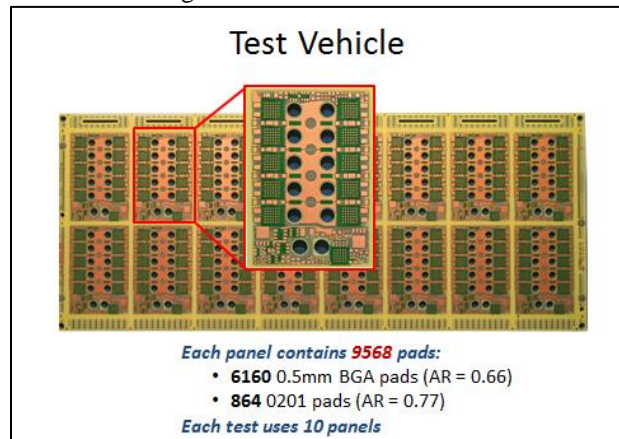 Test Vehicle
Each panel contains 9568 pads:
• 6160 0.5mm BGA pads (AR = 0.66)
• 864 0201 pads (AR = 0.77)
Each test uses 10 panels